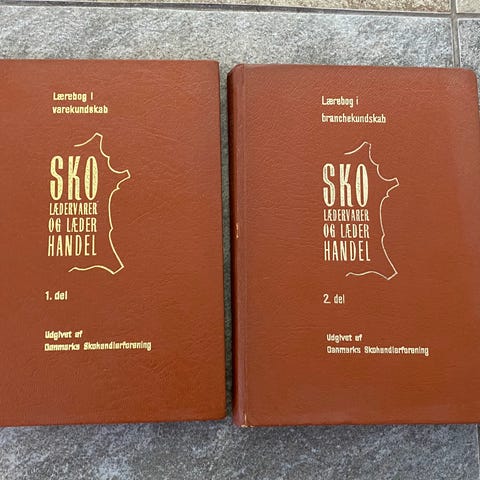 Lærebog i
varekundskab
SKO
LÆDERVARER
OG LÆDER
HANDEL
1. del
Udgivet af
Danmarks Skohandlerforening
Lærebog i
branchekundskab
SKO
LÆDERVARER
OG LÆDER
HANDEL
2. del
Udgivet af
Danmarks Skohandlerforening